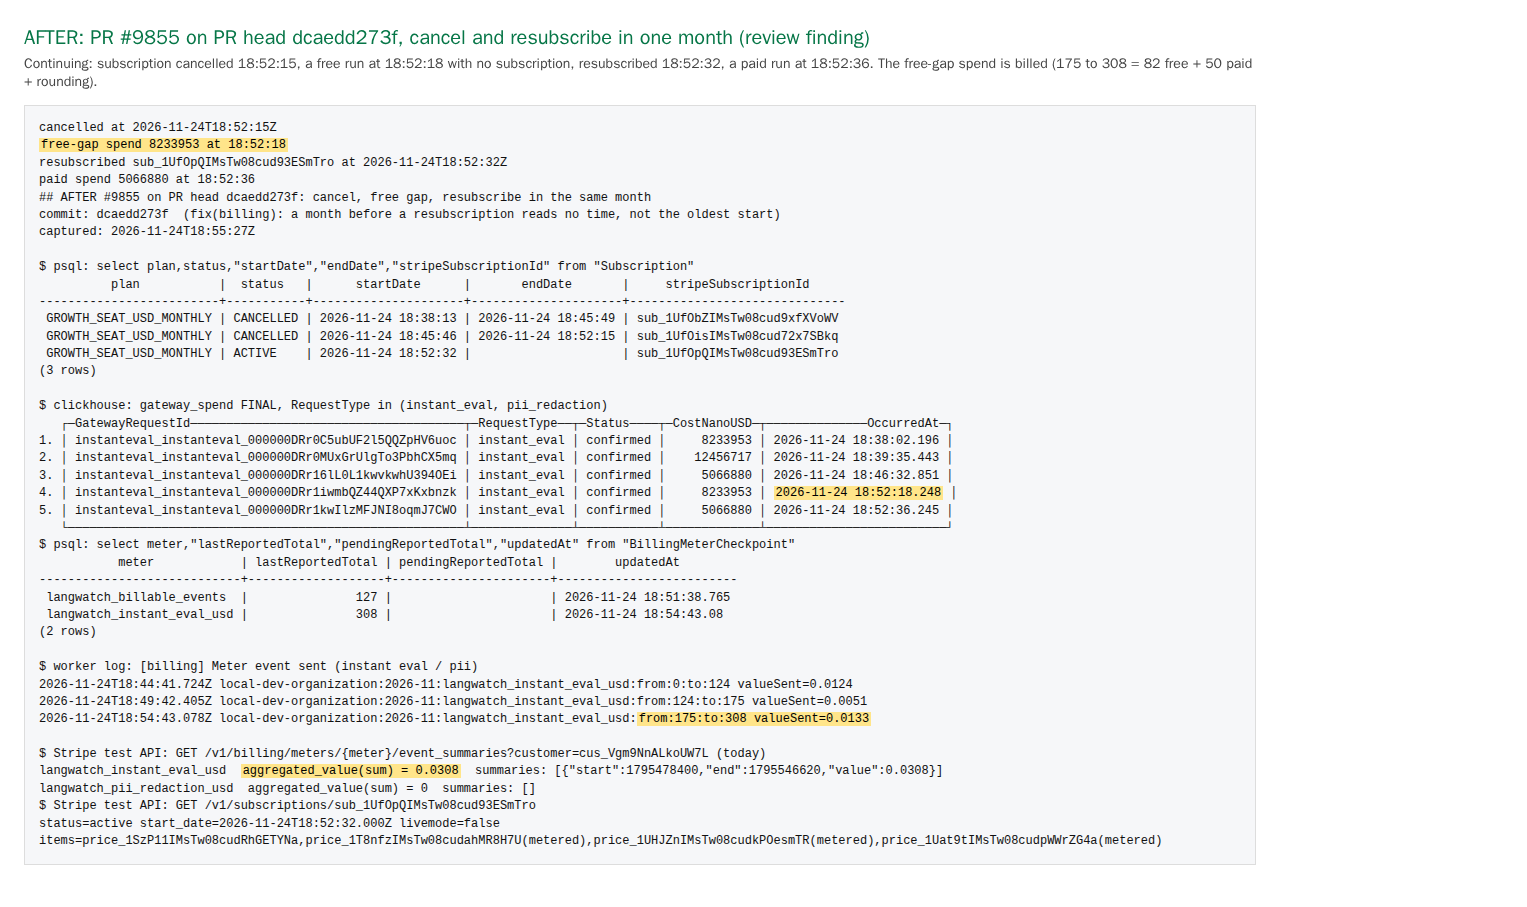 AFTER: PR #9855 on PR head dcaedd273f, cancel and resubscribe in one month (review finding)
Continuing: subscription cancelled 18:52:15, a free run at 18:52:18 with no subscription, resubscribed 18:52:32, a paid run at 18:52:36. The free-gap spend is billed (175 to 308 = 82 free + 50 paid
+ rounding).
cancelled at 2026-11-24T18:52:15Z
free-gap spend 8233953 at 18:52:18
resubscribed sub_1UfOpQIMsTw08cud93ESmTro at 2026-11-24T18:52:32Z
paid spend 5066880 at 18:52:36
## AFTER #9855 on PR head dcaedd273f: cancel, free gap, resubscribe in the same month
commit: dcaedd273f  (fix(billing): a month before a resubscription reads no time, not the oldest start)
captured: 2026-11-24T18:55:27Z
$ psql: select plan,status,"startDate","endDate","stripeSubscriptionId" from "Subscription"
          plan           |  status   |      startDate      |       endDate       |     stripeSubscriptionId
-------------------------+-----------+---------------------+---------------------+------------------------------
 GROWTH_SEAT_USD_MONTHLY | CANCELLED | 2026-11-24 18:38:13 | 2026-11-24 18:45:49 | sub_1UfObZIMsTw08cud9xfXVoWV
 GROWTH_SEAT_USD_MONTHLY | CANCELLED | 2026-11-24 18:45:46 | 2026-11-24 18:52:15 | sub_1UfOisIMsTw08cud72x7SBkq
 GROWTH_SEAT_USD_MONTHLY | ACTIVE    | 2026-11-24 18:52:32 |                     | sub_1UfOpQIMsTw08cud93ESmTro
(3 rows)
$ clickhouse: gateway_spend FINAL, RequestType in (instant_eval, pii_redaction)
   ┌─GatewayRequestId──────────────────────────────────────┬─RequestType──┬─Status────┬─CostNanoUSD─┬──────────────OccurredAt─┐
1. │ instanteval_instanteval_000000DRr0C5ubUF2l5QQZpHV6uoc │ instant_eval │ confirmed │     8233953 │ 2026-11-24 18:38:02.196 │
2. │ instanteval_instanteval_000000DRr0MUxGrUlgTo3PbhCX5mq │ instant_eval │ confirmed │    12456717 │ 2026-11-24 18:39:35.443 │
3. │ instanteval_instanteval_000000DRr16lL0L1kwvkwhU394OEi │ instant_eval │ confirmed │     5066880 │ 2026-11-24 18:46:32.851 │
4. │ instanteval_instanteval_000000DRr1iwmbQZ44QXP7xKxbnzk │ instant_eval │ confirmed │     8233953 │ 2026-11-24 18:52:18.248 │
5. │ instanteval_instanteval_000000DRr1kwIlzMFJNI8oqmJ7CWO │ instant_eval │ confirmed │     5066880 │ 2026-11-24 18:52:36.245 │
   └───────────────────────────────────────────────────────┴──────────────┴───────────┴─────────────┴─────────────────────────┘
$ psql: select meter,"lastReportedTotal","pendingReportedTotal","updatedAt" from "BillingMeterCheckpoint"
           meter            | lastReportedTotal | pendingReportedTotal |        updatedAt
----------------------------+-------------------+----------------------+-------------------------
 langwatch_billable_events  |               127 |                      | 2026-11-24 18:51:38.765
 langwatch_instant_eval_usd |               308 |                      | 2026-11-24 18:54:43.08
(2 rows)
$ worker log: [billing] Meter event sent (instant eval / pii)
2026-11-24T18:44:41.724Z local-dev-organization:2026-11:langwatch_instant_eval_usd:from:0:to:124 valueSent=0.0124
2026-11-24T18:49:42.405Z local-dev-organization:2026-11:langwatch_instant_eval_usd:from:124:to:175 valueSent=0.0051
2026-11-24T18:54:43.078Z local-dev-organization:2026-11:langwatch_instant_eval_usd:from:175:to:308 valueSent=0.0133
$ Stripe test API: GET /v1/billing/meters/{meter}/event_summaries?customer=cus_Vgm9NnALkoUW7L (today)
langwatch_instant_eval_usd  aggregated_value(sum) = 0.0308  summaries: [{"start":1795478400,"end":1795546620,"value":0.0308}]
langwatch_pii_redaction_usd  aggregated_value(sum) = 0  summaries: []
$ Stripe test API: GET /v1/subscriptions/sub_1UfOpQIMsTw08cud93ESmTro
status=active start_date=2026-11-24T18:52:32.000Z livemode=false
items=price_1SzP11IMsTw08cudRhGETYNa,price_1T8nfzIMsTw08cudahMR8H7U(metered),price_1UHJZnIMsTw08cudkPOesmTR(metered),price_1Uat9tIMsTw08cudpWWrZG4a(metered)